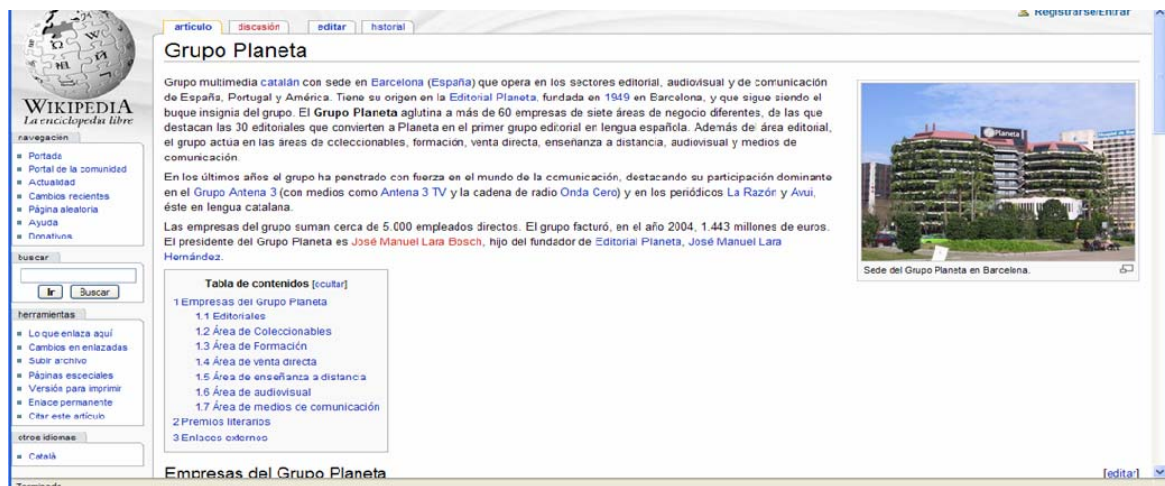 Registrarse/Entrar
artículo discusión editar historial
Grupo Planeta
WIKIPEDIA
La enciclopedia libre
navegación
Portada
Portal de la comunidad
Actualidad
Cambios recientes
Página aleatoria
Ayuda
Donativos
buscar
Ir Buscar
herramientas
Lo que enlaza aquí
Cambios en enlazadas
Subir archivo
Páginas especiales
Versión para imprimir
Enlace permanente
Citar este artículo
otros idiomas
Català
Grupo multimedia catalán con sede en Barcelona (España) que opera en los sectores editorial, audiovisual y de comunicación
de España, Portugal y América. Tiene su origen en la Editorial Planeta, fundada en 1949 en Barcelona, y que sigue siendo el
buque insignia del grupo. El Grupo Planeta aglutina a más de 60 empresas de siete áreas de negocio diferentes, de las que
destacan las 30 editoriales que convierten a Planeta en el primer grupo editorial en lengua española. Además del área editorial,
el grupo actúa en las áreas de coleccionables, formación, venta directa, enseñanza a distancia, audiovisual y medios de
comunicación.
En los últimos años el grupo ha penetrado con fuerza en el mundo de la comunicación, destacando su participación dominante
en el Grupo Antena 3 (con medios como Antena 3 TV y la cadena de radio Onda Cero) y en los periódicos La Razón y Avui,
éste en lengua catalana.
Las empresas del grupo suman cerca de 5.000 empleados directos. El grupo facturó, en el año 2004, 1.443 millones de euros.
El presidente del Grupo Planeta es José Manuel Lara Bosch, hijo del fundador de Editorial Planeta, José Manuel Lara
Hernández.
Planeta
Sede del Grupo Planeta en Barcelona.
Tabla de contenidos [ocultar]
1 Empresas del Grupo Planeta
1.1 Editoriales
1.2 Área de Coleccionables
1.3 Área de Formación
1.4 Área de venta directa
1.5 Área de enseñanza a distancia
1.6 Área de audiovisual
1.7 Área de medios de comunicación
2 Premios literarios
3 Enlaces externos
Empresas del Grupo Planeta [editar]